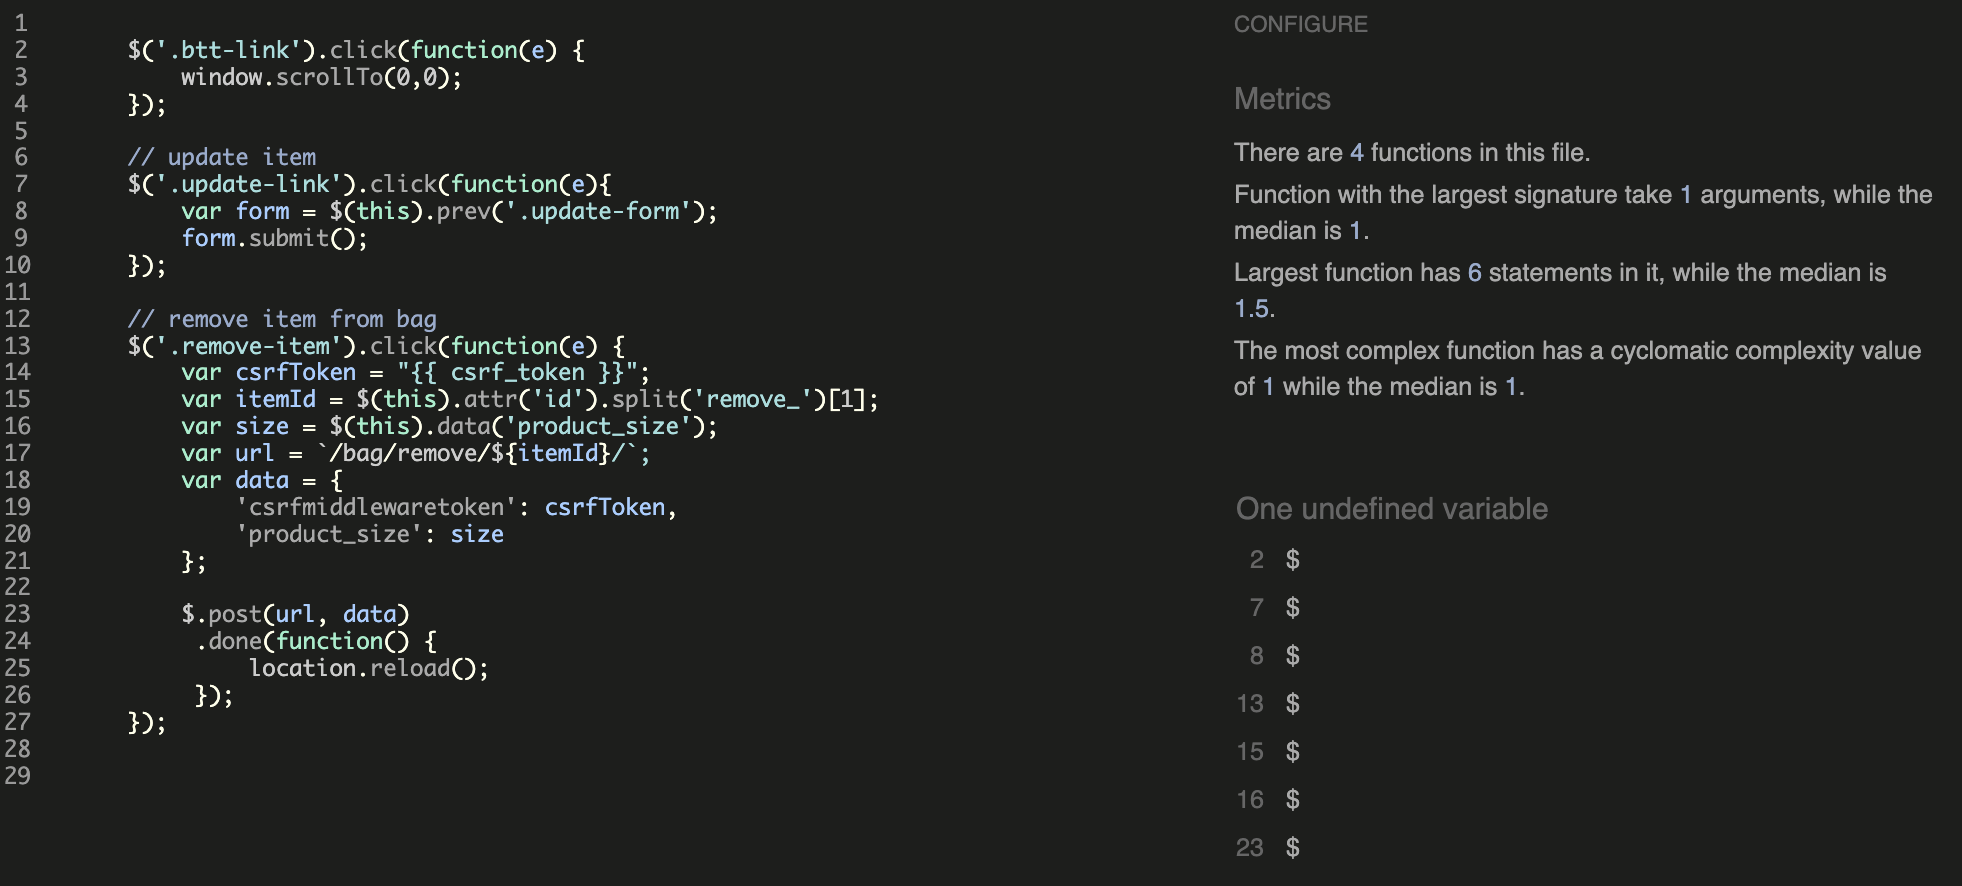 1
2 $('.btt-link').click(function(e) {
3 window.scrollTo(0,0);
4 });
5
6 // update item
7 $('.update-link').click(function(e){
8 var form = $(this).prev('.update-form');
9 form.submit();
10 });
11
12 // remove item from bag
13 $('.remove-item').click(function(e) {
14 var csrfToken = "{{ csrf_token }}";
15 var itemId = $(this).attr('id').split('remove_')[1];
16 var size = $(this).data('product_size');
17 var url = `/bag/remove/${itemId}/`;
18 var data = {
19 'csrfmiddlewaretoken': csrfToken,
20 'product_size': size
21 };
22
23 $.post(url, data)
24 .done(function() {
25 location.reload();
26 });
27 });
28
29
CONFIGURE
Metrics
There are 4 functions in this file.
Function with the largest signature take 1 arguments, while the
median is 1.
Largest function has 6 statements in it, while the median is
1.5.
The most complex function has a cyclomatic complexity value
of 1 while the median is 1.
One undefined variable
2 $
7 $
8 $
13 $
15 $
16 $
23 $